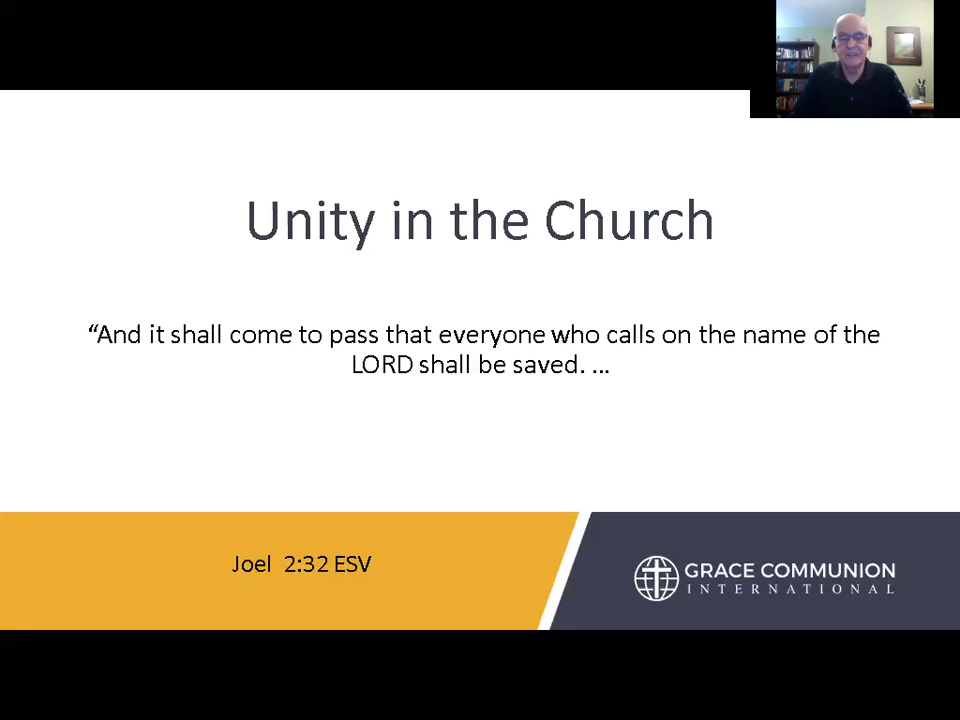 Unity in the Church
“And it shall come to pass that everyone who calls on the name of the
LORD shall be saved. ...
Joel 2:32 ESV
GRACE COMMUNION
INTERNATIONAL